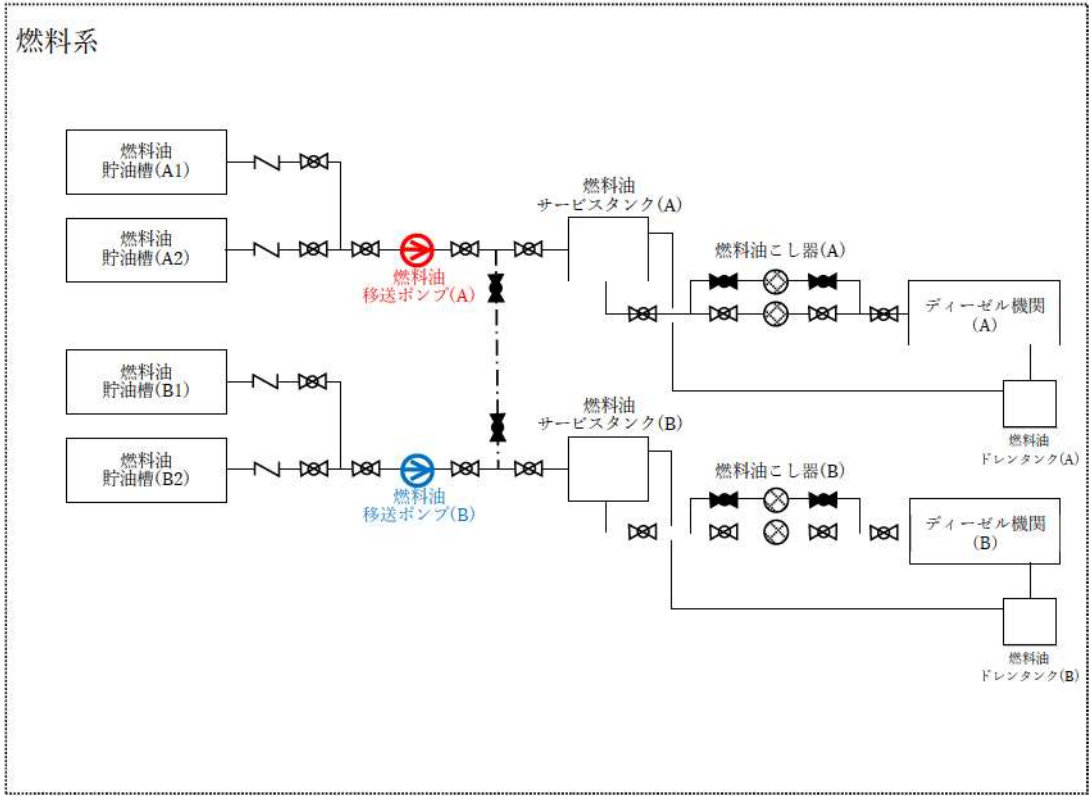 燃料系
燃料油
貯油槽(A1)
燃料油
貯油槽(A2)
燃料油
移送ポンプ(A)
燃料油
サービスタンク(A)
燃料油こし器(A)
ディーゼル機関
(A)
燃料油
ドレンタンク(A)
燃料油
貯油槽(B1)
燃料油
貯油槽(B2)
燃料油
移送ポンプ(B)
燃料油
サービスタンク(B)
燃料油こし器(B)
ディーゼル機関
(B)
燃料油
ドレンタンク(B)